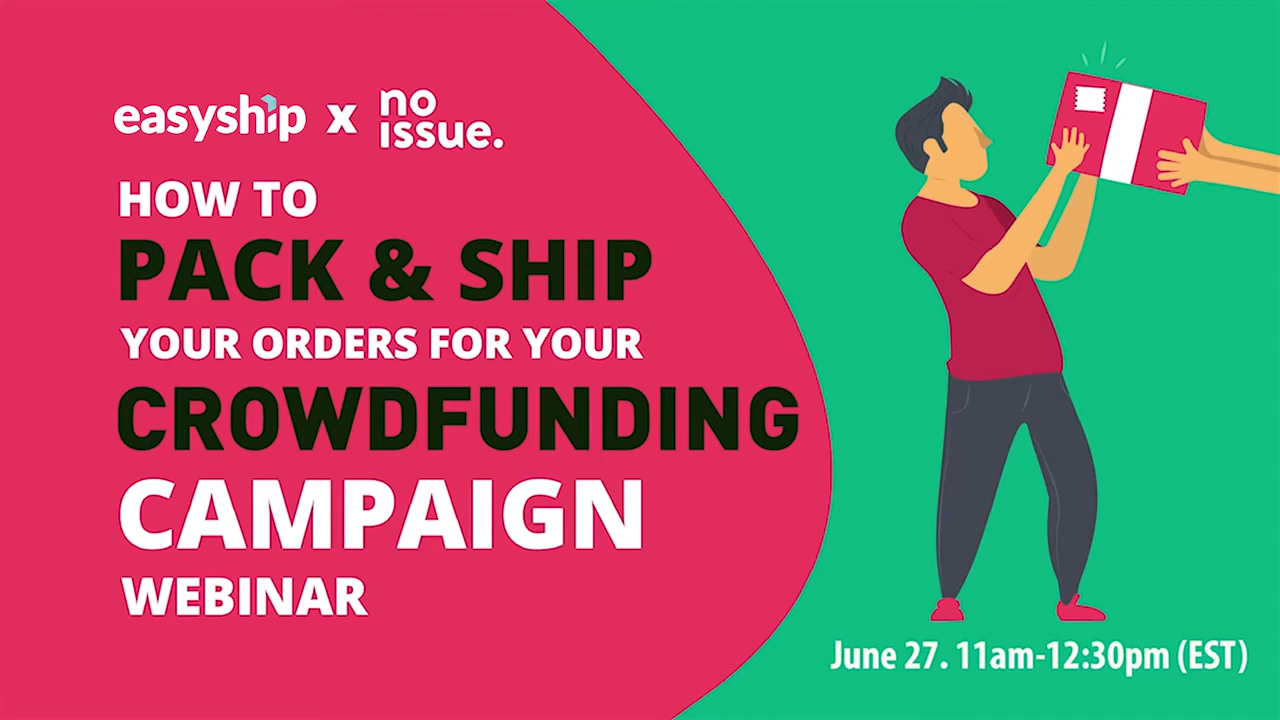 easyship x no issue.
HOW TO
PACK & SHIP
YOUR ORDERS FOR YOUR
CROWDFUNDING
CAMPAIGN
WEBINAR
June 27. 11am-12:30pm (EST)